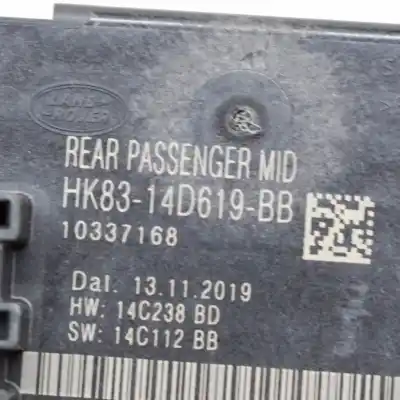 LAND
ROVER
REAR PASSENGER MID
HK83-14D619-BB
10337168
Dat. 13.11.2019
HW: 14C238 BD
SW: 14C112 BB